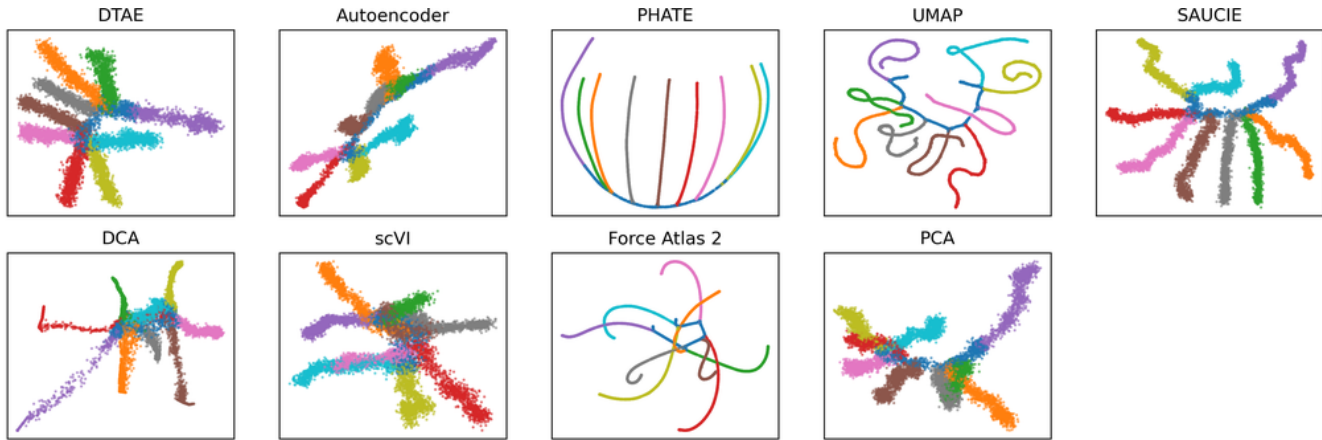 DTAE
Autoencoder
PHATE
UMAP
SAUCIE
DCA
scVI
Force Atlas 2
PCA